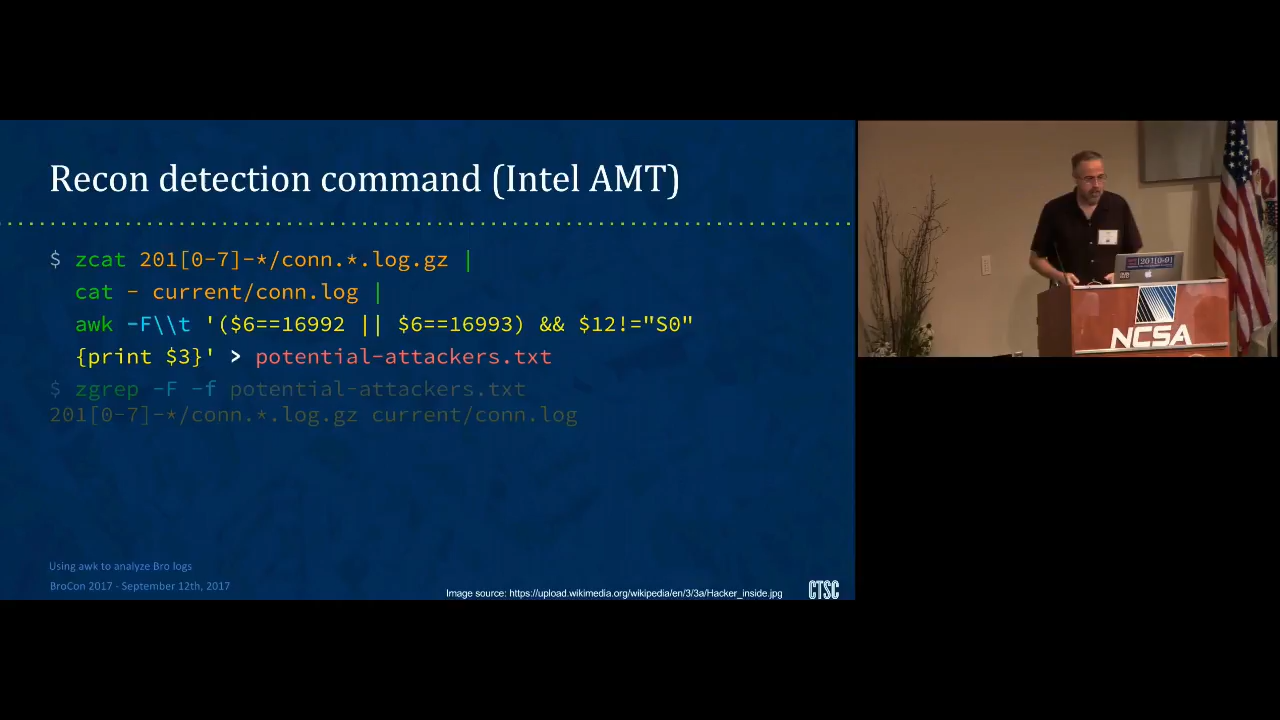 Recon detection command (Intel AMT)
$ zcat 201[0-7]-*/conn.*.log.gz |
cat - current/conn.log |
awk -F\\t '($6==16992 || $6==16993) && $12!="S0"
{print $3}' > potential-attackers.txt
$ zgrep -F -f potential-attackers.txt
201[0-7]-*/conn.*.log.gz current/conn.log
Using awk to analyze Bro logs
BroCon 2017 - September 12th, 2017
Image source: https://upload.wikimedia.org/wikipedia/en/3/3a/Hacker_inside.jpg
CTSC
NCSA